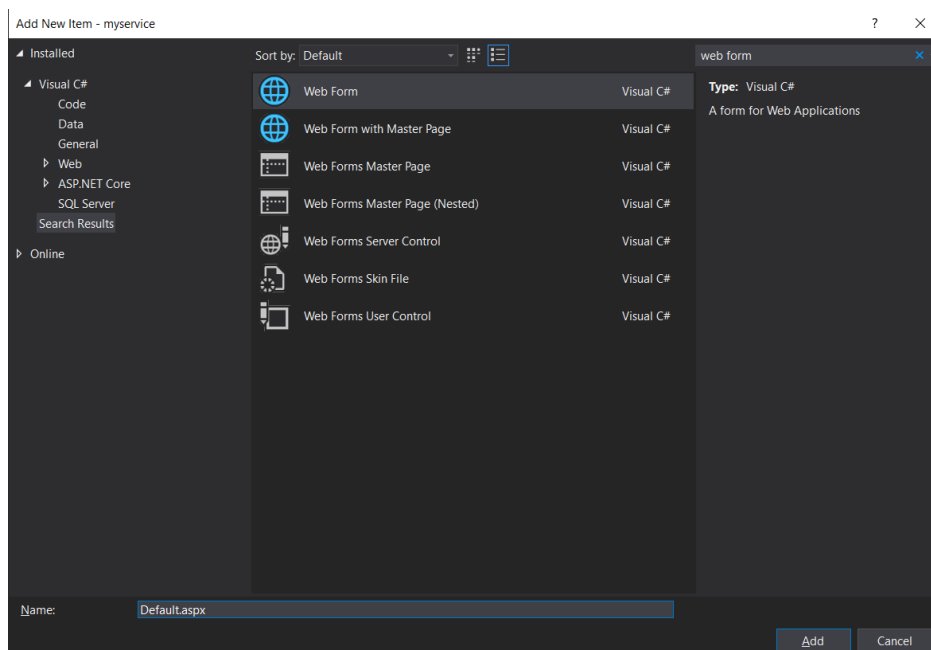 Add New Item - myservice
?
Installed
Visual C#
Code
Data
General
Web
ASP.NET Core
SQL Server
Search Results
Online
Sort by: Default
Web Form Visual C#
Web Form with Master Page Visual C#
Web Forms Master Page Visual C#
Web Forms Master Page (Nested) Visual C#
Web Forms Server Control Visual C#
Web Forms Skin File Visual C#
Web Forms User Control Visual C#
web form
Type: Visual C#
A form for Web Applications
Name: Default.aspx
Add Cancel